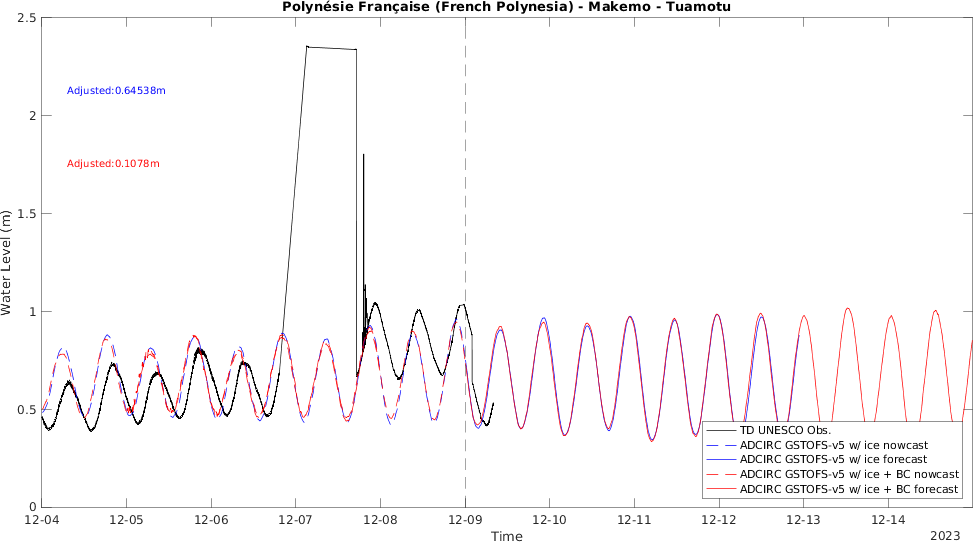 Polynésie Française (French Polynesia) - Makemo - Tuamotu
2.5
2
1.5
1
0.5
0
Water Level (m)
Adjusted:0.64538m
Adjusted:0.1078m
TD UNESCO Obs.
ADCIRC GSTOFS-v5 w/ ice nowcast
ADCIRC GSTOFS-v5 w/ ice forecast
ADCIRC GSTOFS-v5 w/ ice + BC nowcast
ADCIRC GSTOFS-v5 w/ ice + BC forecast
12-04 12-05 12-06 12-07 12-08 12-09 12-10 12-11 12-12 12-13 12-14
Time
2023